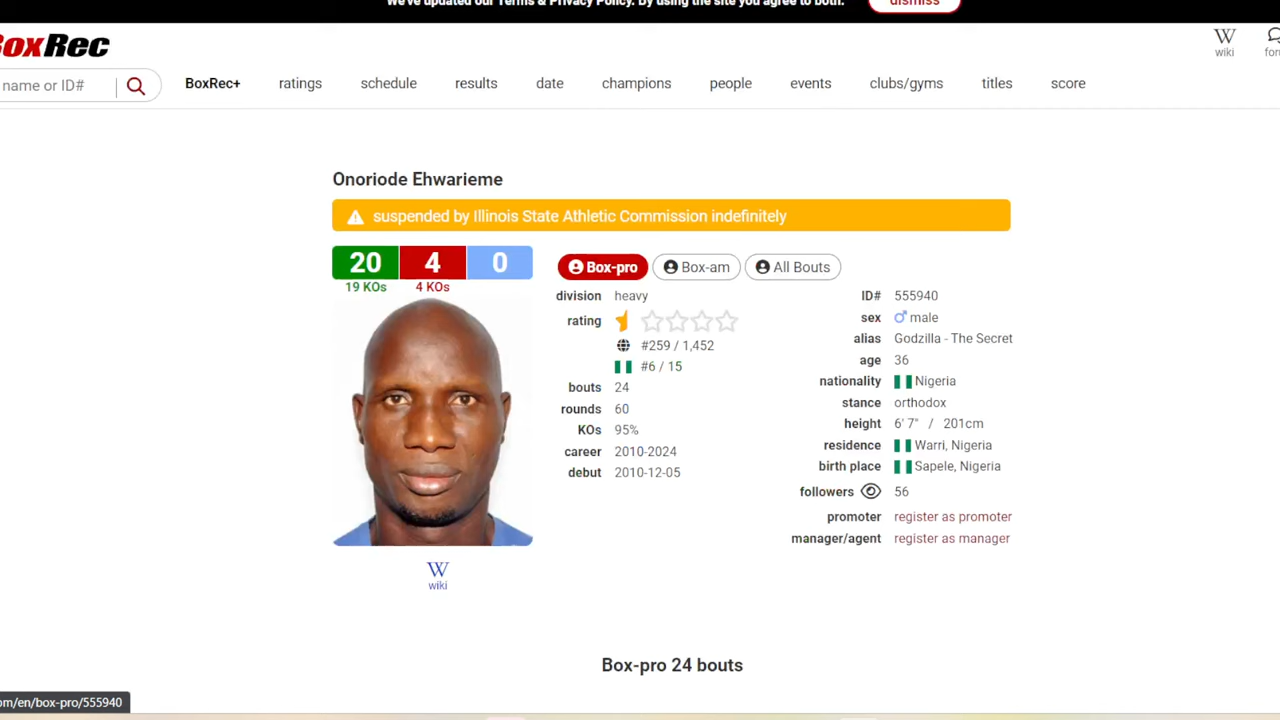 We've updated our Terms & Privacy Policy. By using the site you agree to both. dismiss
BoxRec
wiki
name or ID# BoxRec+ ratings schedule results date champions people events clubs/gyms titles score
Onoriode Ehwarieme
suspended by Illinois State Athletic Commission indefinitely
20 4 0
19 KOs 4 KOs
Box-pro Box-am All Bouts
division heavy
rating
#259 / 1,452
#6 / 15
bouts 24
rounds 60
KOs 95%
career 2010-2024
debut 2010-12-05
ID# 555940
sex male
alias Godzilla - The Secret
age 36
nationality Nigeria
stance orthodox
height 6' 7" / 201cm
residence Warri, Nigeria
birth place Sapele, Nigeria
followers 56
promoter register as promoter
manager/agent register as manager
W
wiki
Box-pro 24 bouts
om/en/box-pro/555940